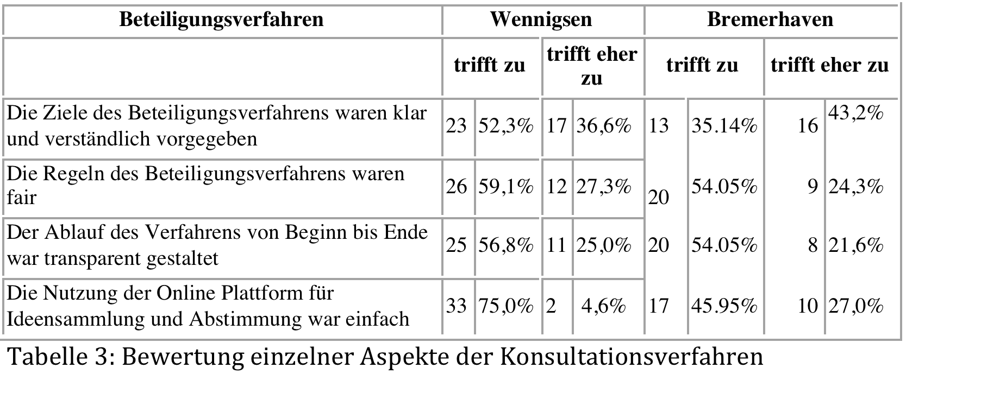 Beteiligungsverfahren Wennigsen Bremerhaven
trifft zu trifft eher zu trifft zu trifft eher zu
Die Ziele des Beteiligungsverfahrens waren klar
und verständlich vorgegeben 23 52,3% 17 36,6% 13 35.14% 16 43,2%
Die Regeln des Beteiligungsverfahrens waren
fair 26 59,1% 12 27,3% 20 54.05% 9 24,3%
Der Ablauf des Verfahrens von Beginn bis Ende
war transparent gestaltet 25 56,8% 11 25,0% 20 54.05% 8 21,6%
Die Nutzung der Online Plattform für
Ideensammlung und Abstimmung war einfach 33 75,0% 2 4,6% 17 45.95% 10 27,0%
Tabelle 3: Bewertung einzelner Aspekte der Konsultationsverfahren